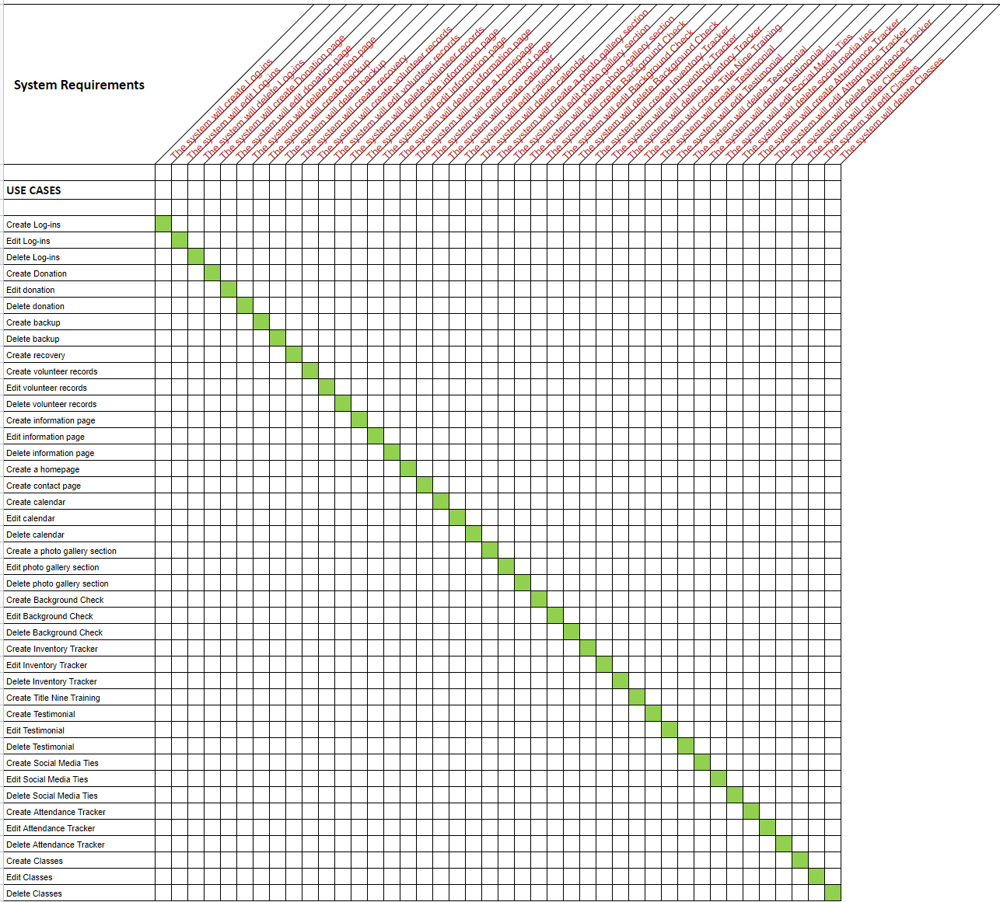 System Requirements
The system will create Log-ins
The system will edit Log-ins
The system will delete Log-ins
The system will create Donation page
The system will edit donation page
The system will delete donation page
The system will create backup
The system will delete backup
The system will create recovery
The system will create volunteer records
The system will edit volunteer records
The system will delete volunteer records
The system will create information page
The system will edit information page
The system will delete information page
The system will create a homepage
The system will create contact page
The system will create calendar
The system will edit calendar
The system will delete calendar
The system will create a photo gallery section
The system will edit photo gallery section
The system will delete photo gallery section
The system will create Background Check
The system will edit Background Check
The system will delete Background Check
The system will create Inventory Tracker
The system will edit Inventory Tracker
The system will delete Inventory Tracker
The system will create Title Nine Training
The system will create Testimonial
The system will edit Testimonial
The system will delete Testimonial
The system will delete Testimonial
The system will edit Social Media Ties
The system will delete social media ties
The system will create Attendance Tracker
The system will edit Attendance Tracker
The system will delete Attendance Tracker
The system will create Classes
The system will edit Classes
The system will delete Classes
USE CASES
Create Log-ins
Edit Log-ins
Delete Log-ins
Create Donation
Edit donation
Delete donation
Create backup
Delete backup
Create recovery
Create volunteer records
Edit volunteer records
Delete volunteer records
Create information page
Edit information page
Delete information page
Create a homepage
Create contact page
Create calendar
Edit calendar
Delete calendar
Create a photo gallery section
Edit photo gallery section
Delete photo gallery section
Create Background Check
Edit Background Check
Delete Background Check
Create Inventory Tracker
Edit Inventory Tracker
Delete Inventory Tracker
Create Title Nine Training
Create Testimonial
Edit Testimonial
Delete Testimonial
Create Social Media Ties
Edit Social Media Ties
Delete Social Media Ties
Create Attendance Tracker
Edit Attendance Tracker
Delete Attendance Tracker
Create Classes
Edit Classes
Delete Classes